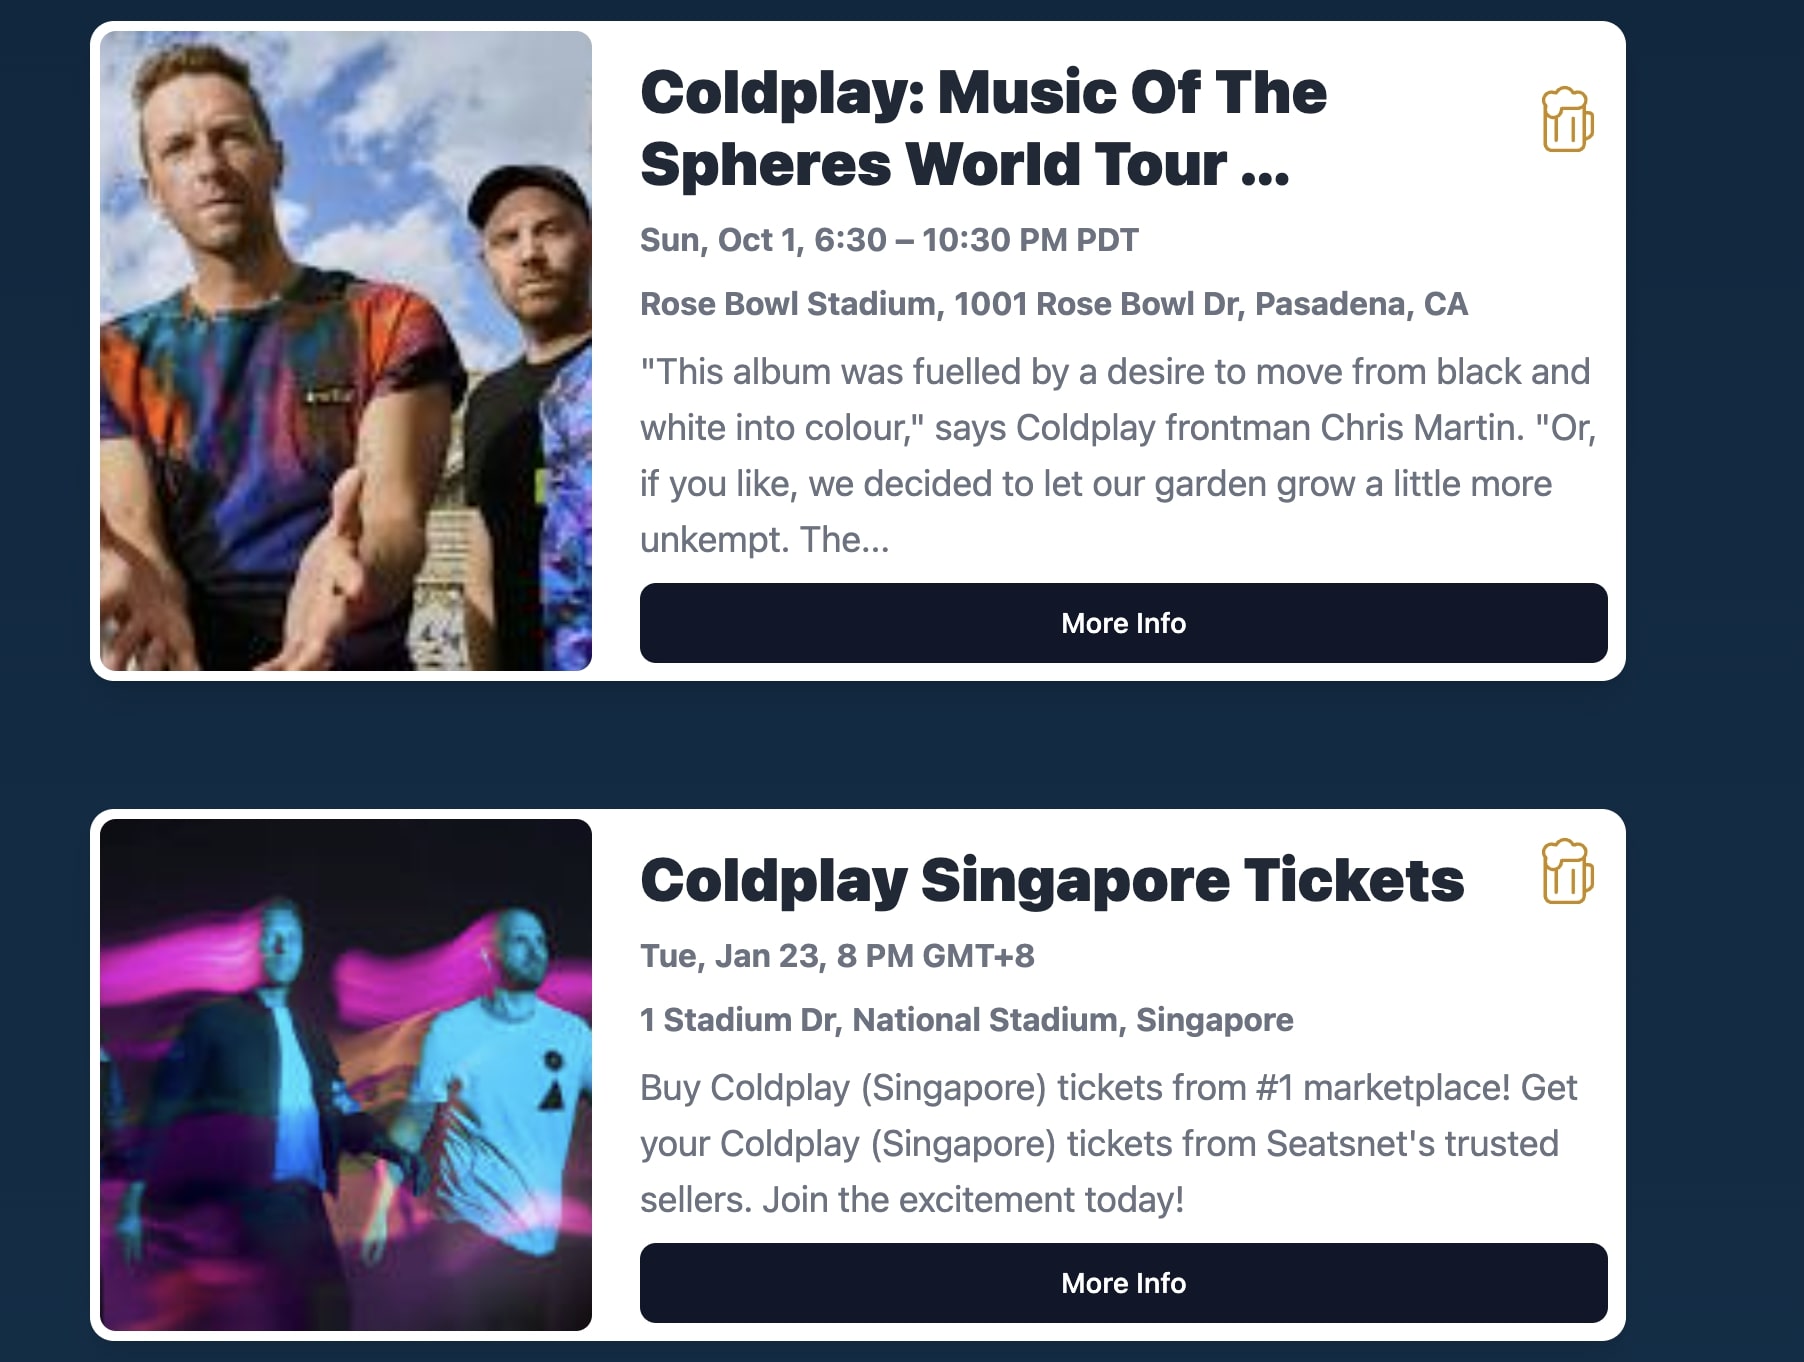 Coldplay: Music Of The
Spheres World Tour ...
Sun, Oct 1, 6:30 – 10:30 PM PDT
Rose Bowl Stadium, 1001 Rose Bowl Dr, Pasadena, CA
"This album was fuelled by a desire to move from black and
white into colour," says Coldplay frontman Chris Martin. "Or,
if you like, we decided to let our garden grow a little more
unkempt. The...
More Info
Coldplay Singapore Tickets
Tue, Jan 23, 8 PM GMT+8
1 Stadium Dr, National Stadium, Singapore
Buy Coldplay (Singapore) tickets from #1 marketplace! Get
your Coldplay (Singapore) tickets from Seatsnet's trusted
sellers. Join the excitement today!
More Info